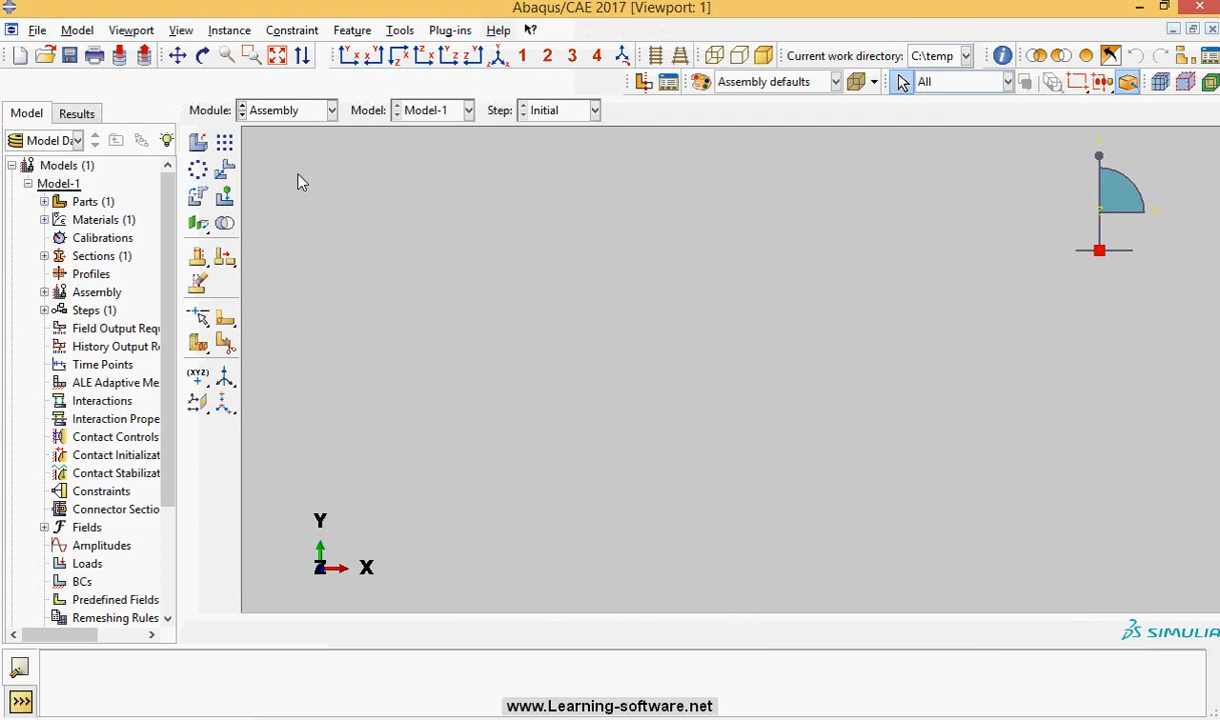 Abaqus/CAE 2017 [Viewport: 1]
File Model Viewport View Instance Constraint Feature Tools Plug-ins Help
1 2 3 4 Current work directory: C:\temp
Assembly defaults All
Model Results Module: Assembly Model: Model-1 Step: Initial
Model Da
Models (1)
Model-1
Parts (1)
Materials (1)
Calibrations
Sections (1)
Profiles
Assembly
Steps (1)
Field Output Requ
History Output Re
Time Points
ALE Adaptive Me
Interactions
Interaction Prope
Contact Controls
Contact Initializat
Contact Stabilizat
Constraints
Connector Sectio
Fields
Amplitudes
Loads
BCs
Predefined Fields
Remeshing Rules
(XYZ)
Y
Z X
SIMULIA
>>>
www.Learning-software.net